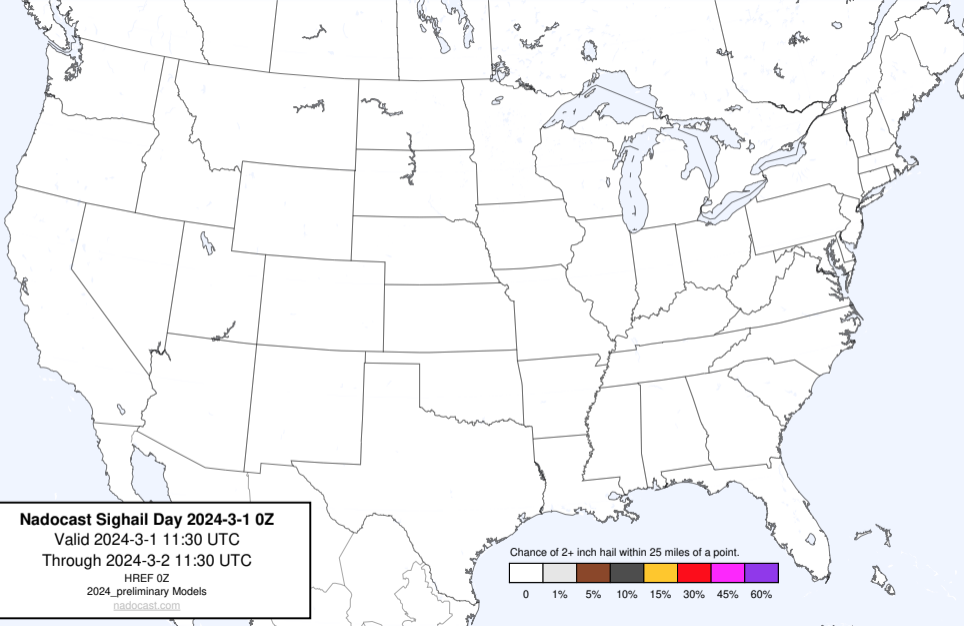 Nadocast Sighail Day 2024-3-1 0Z
Valid 2024-3-1 11:30 UTC
Through 2024-3-2 11:30 UTC
HREF 0Z
2024_preliminary Models
nadocast.com
Chance of 2+ inch hail within 25 miles of a point.
0 1% 5% 10% 15% 30% 45% 60%